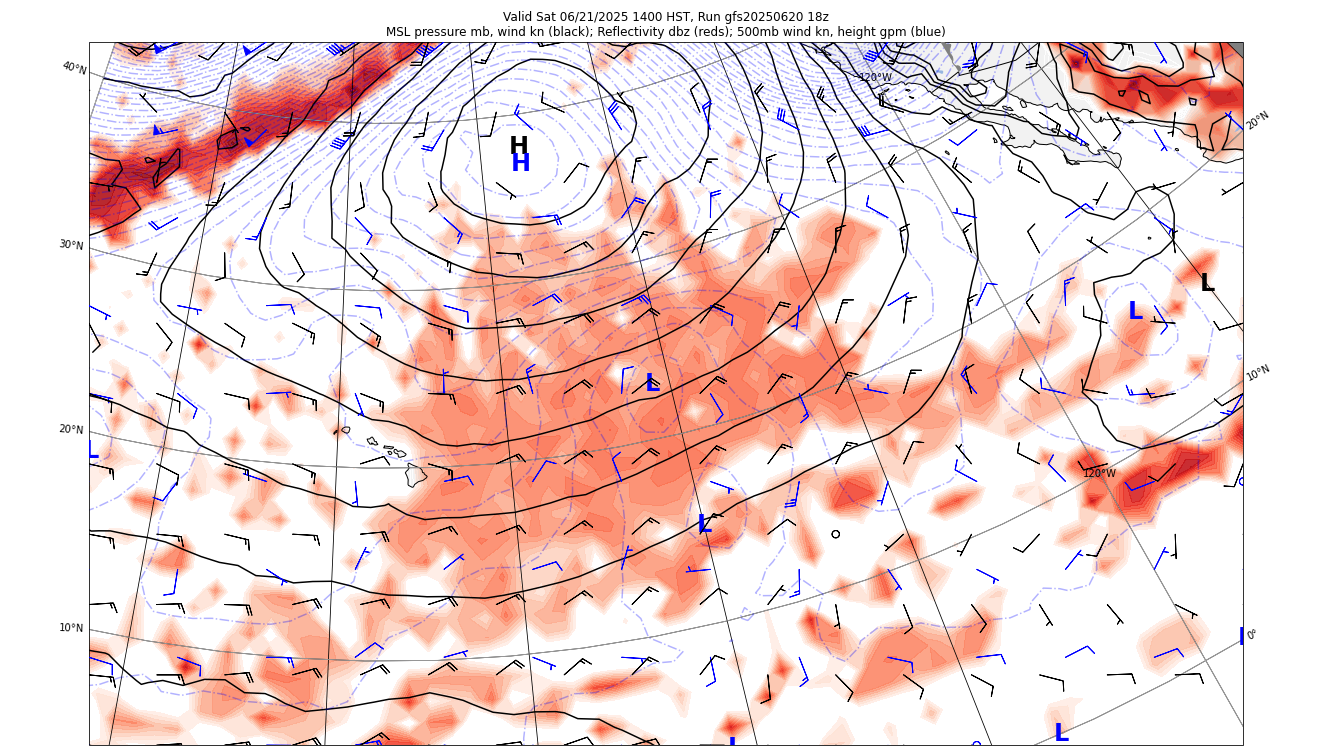 Valid Sat 06/21/2025 1400 HST, Run gfs20250620 18z
MSL pressure mb, wind kn (black); Reflectivity dbz (reds); 500mb wind kn, height gpm (blue)
40°N
120°W
20°N
H
H
30°N
L
L
10°N
L
20°N
L
120°W
L
10°N
0°
L
L